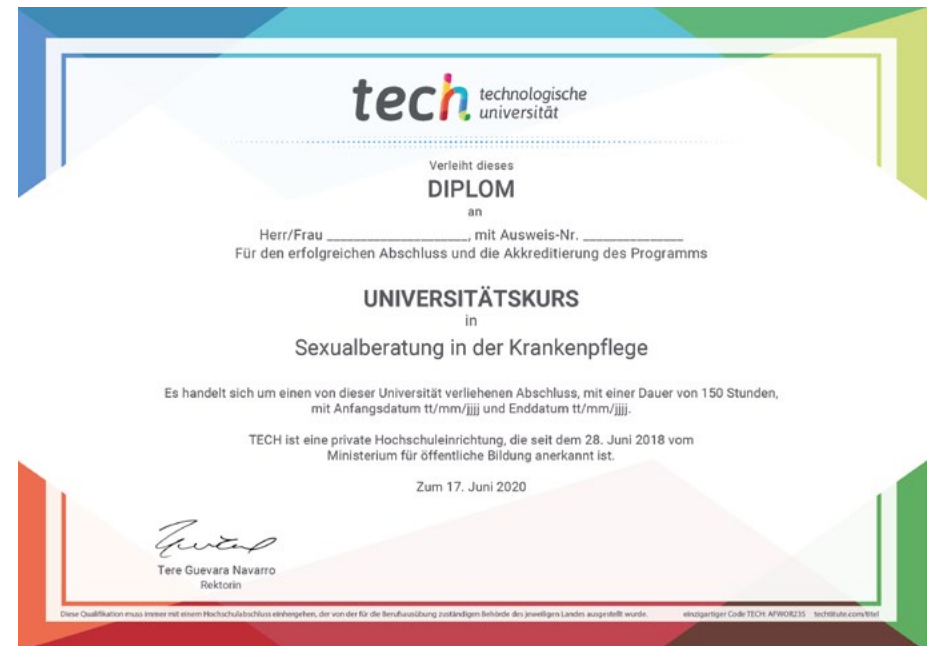 tech technologische
universität
Verleiht dieses
DIPLOM
an
Herr/Frau _____________________, mit Ausweis-Nr. _______________
Für den erfolgreichen Abschluss und die Akkreditierung des Programms
UNIVERSITÄTSKURS
in
Sexualberatung in der Krankenpflege
Es handelt sich um einen von dieser Universität verliehenen Abschluss, mit einer Dauer von 150 Stunden,
mit Anfangsdatum tt/mm/jjjj und Enddatum tt/mm/jjjj.
TECH ist eine private Hochschuleinrichtung, die seit dem 28. Juni 2018 vom
Ministerium für öffentliche Bildung anerkannt ist.
Zum 17. Juni 2020
Tere Guevara Navarro
Rektorin
Diese Qualifikation muss immer mit einem Hochschulabschluss einhergehen, der von der für die Berufsausübung zuständigen Behörde des jeweiligen Landes ausgestellt wurde. einzigartiger Code TECH: AFWOR23S techtitute.com/titel